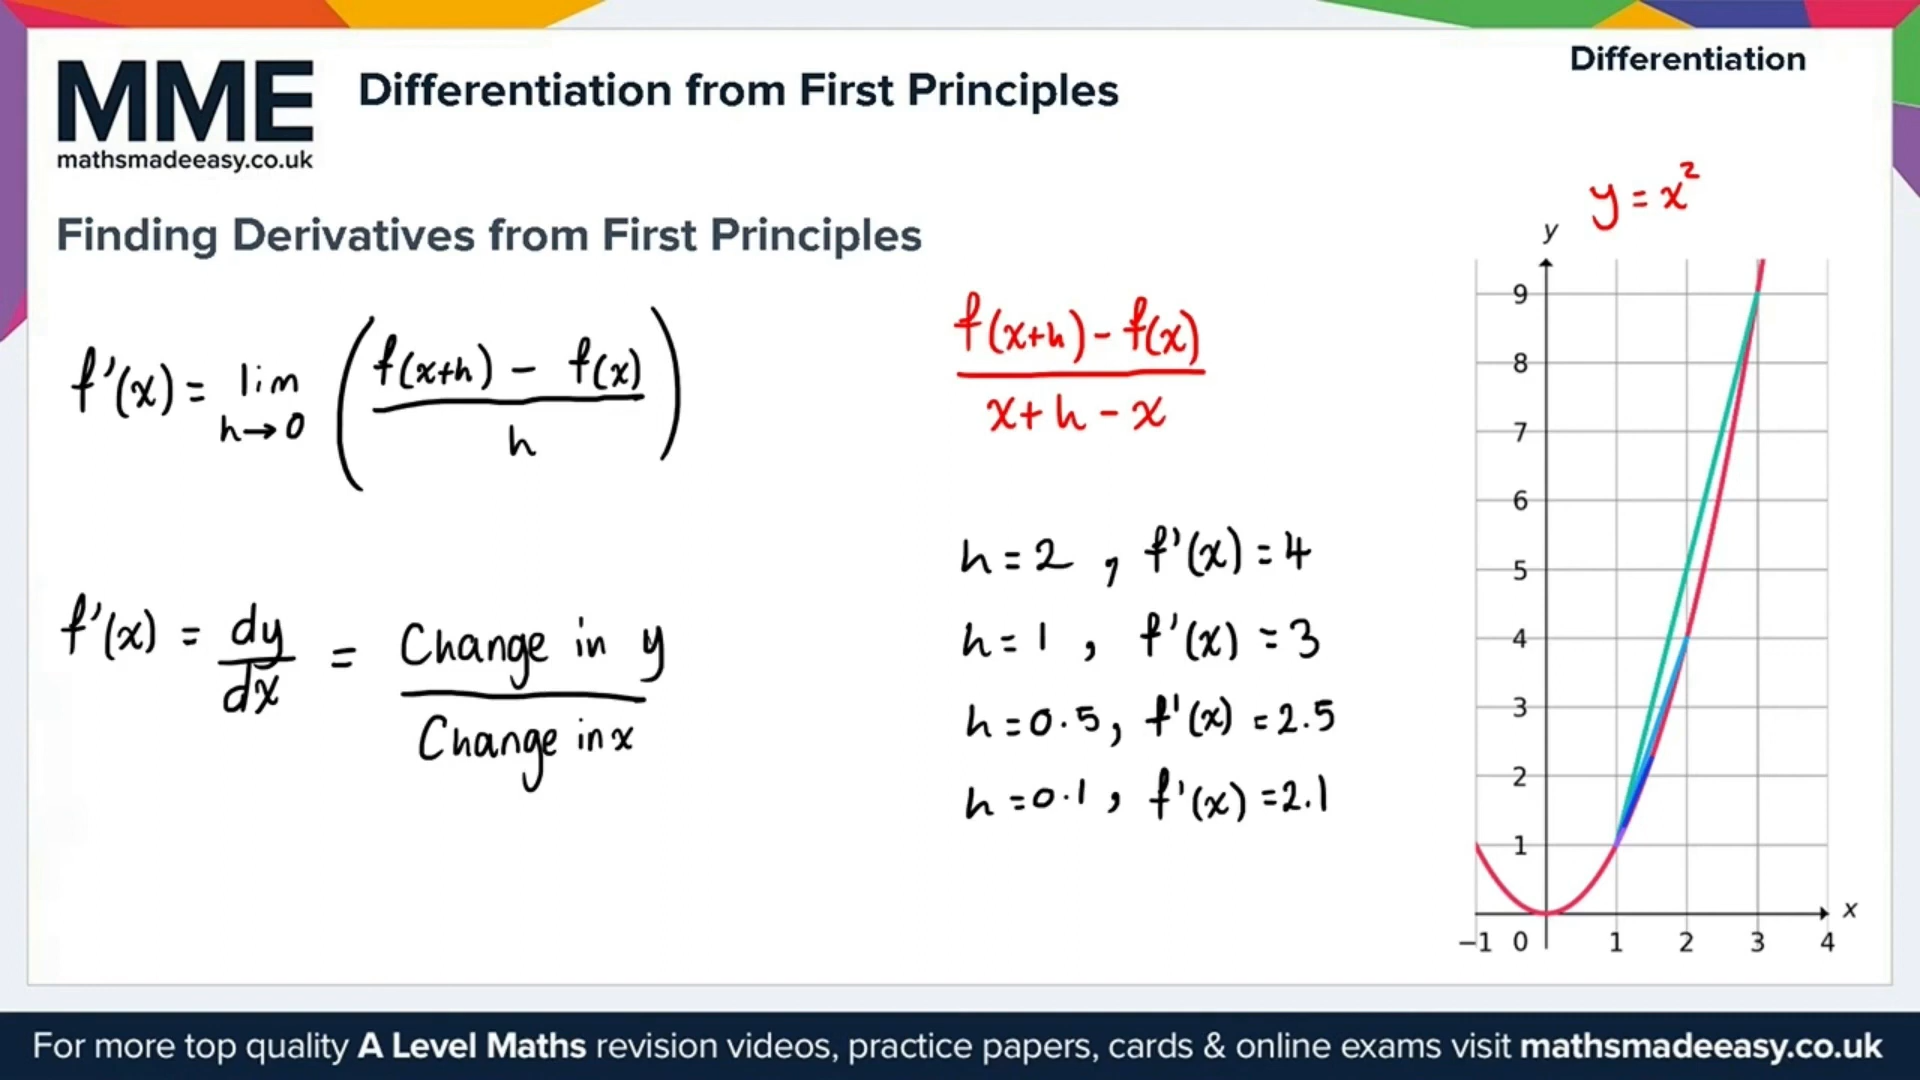 Differentiation
MME
mathsmadeeasy.co.uk
Differentiation from First Principles
Finding Derivatives from First Principles
f'(x) = lim h→0 ( f(x+h) - f(x) / h )
f'(x) = dy/dx = Change in y / Change in x
f(x+h) - f(x)
x + h - x
h = 2 , f'(x) = 4
h = 1 , f'(x) = 3
h = 0.5 , f'(x) = 2.5
h = 0.1 , f'(x) = 2.1
y = x²
y
9
8
7
6
5
4
3
2
1
x
−1 0 1 2 3 4
For more top quality A Level Maths revision videos, practice papers, cards & online exams visit mathsmadeeasy.co.uk